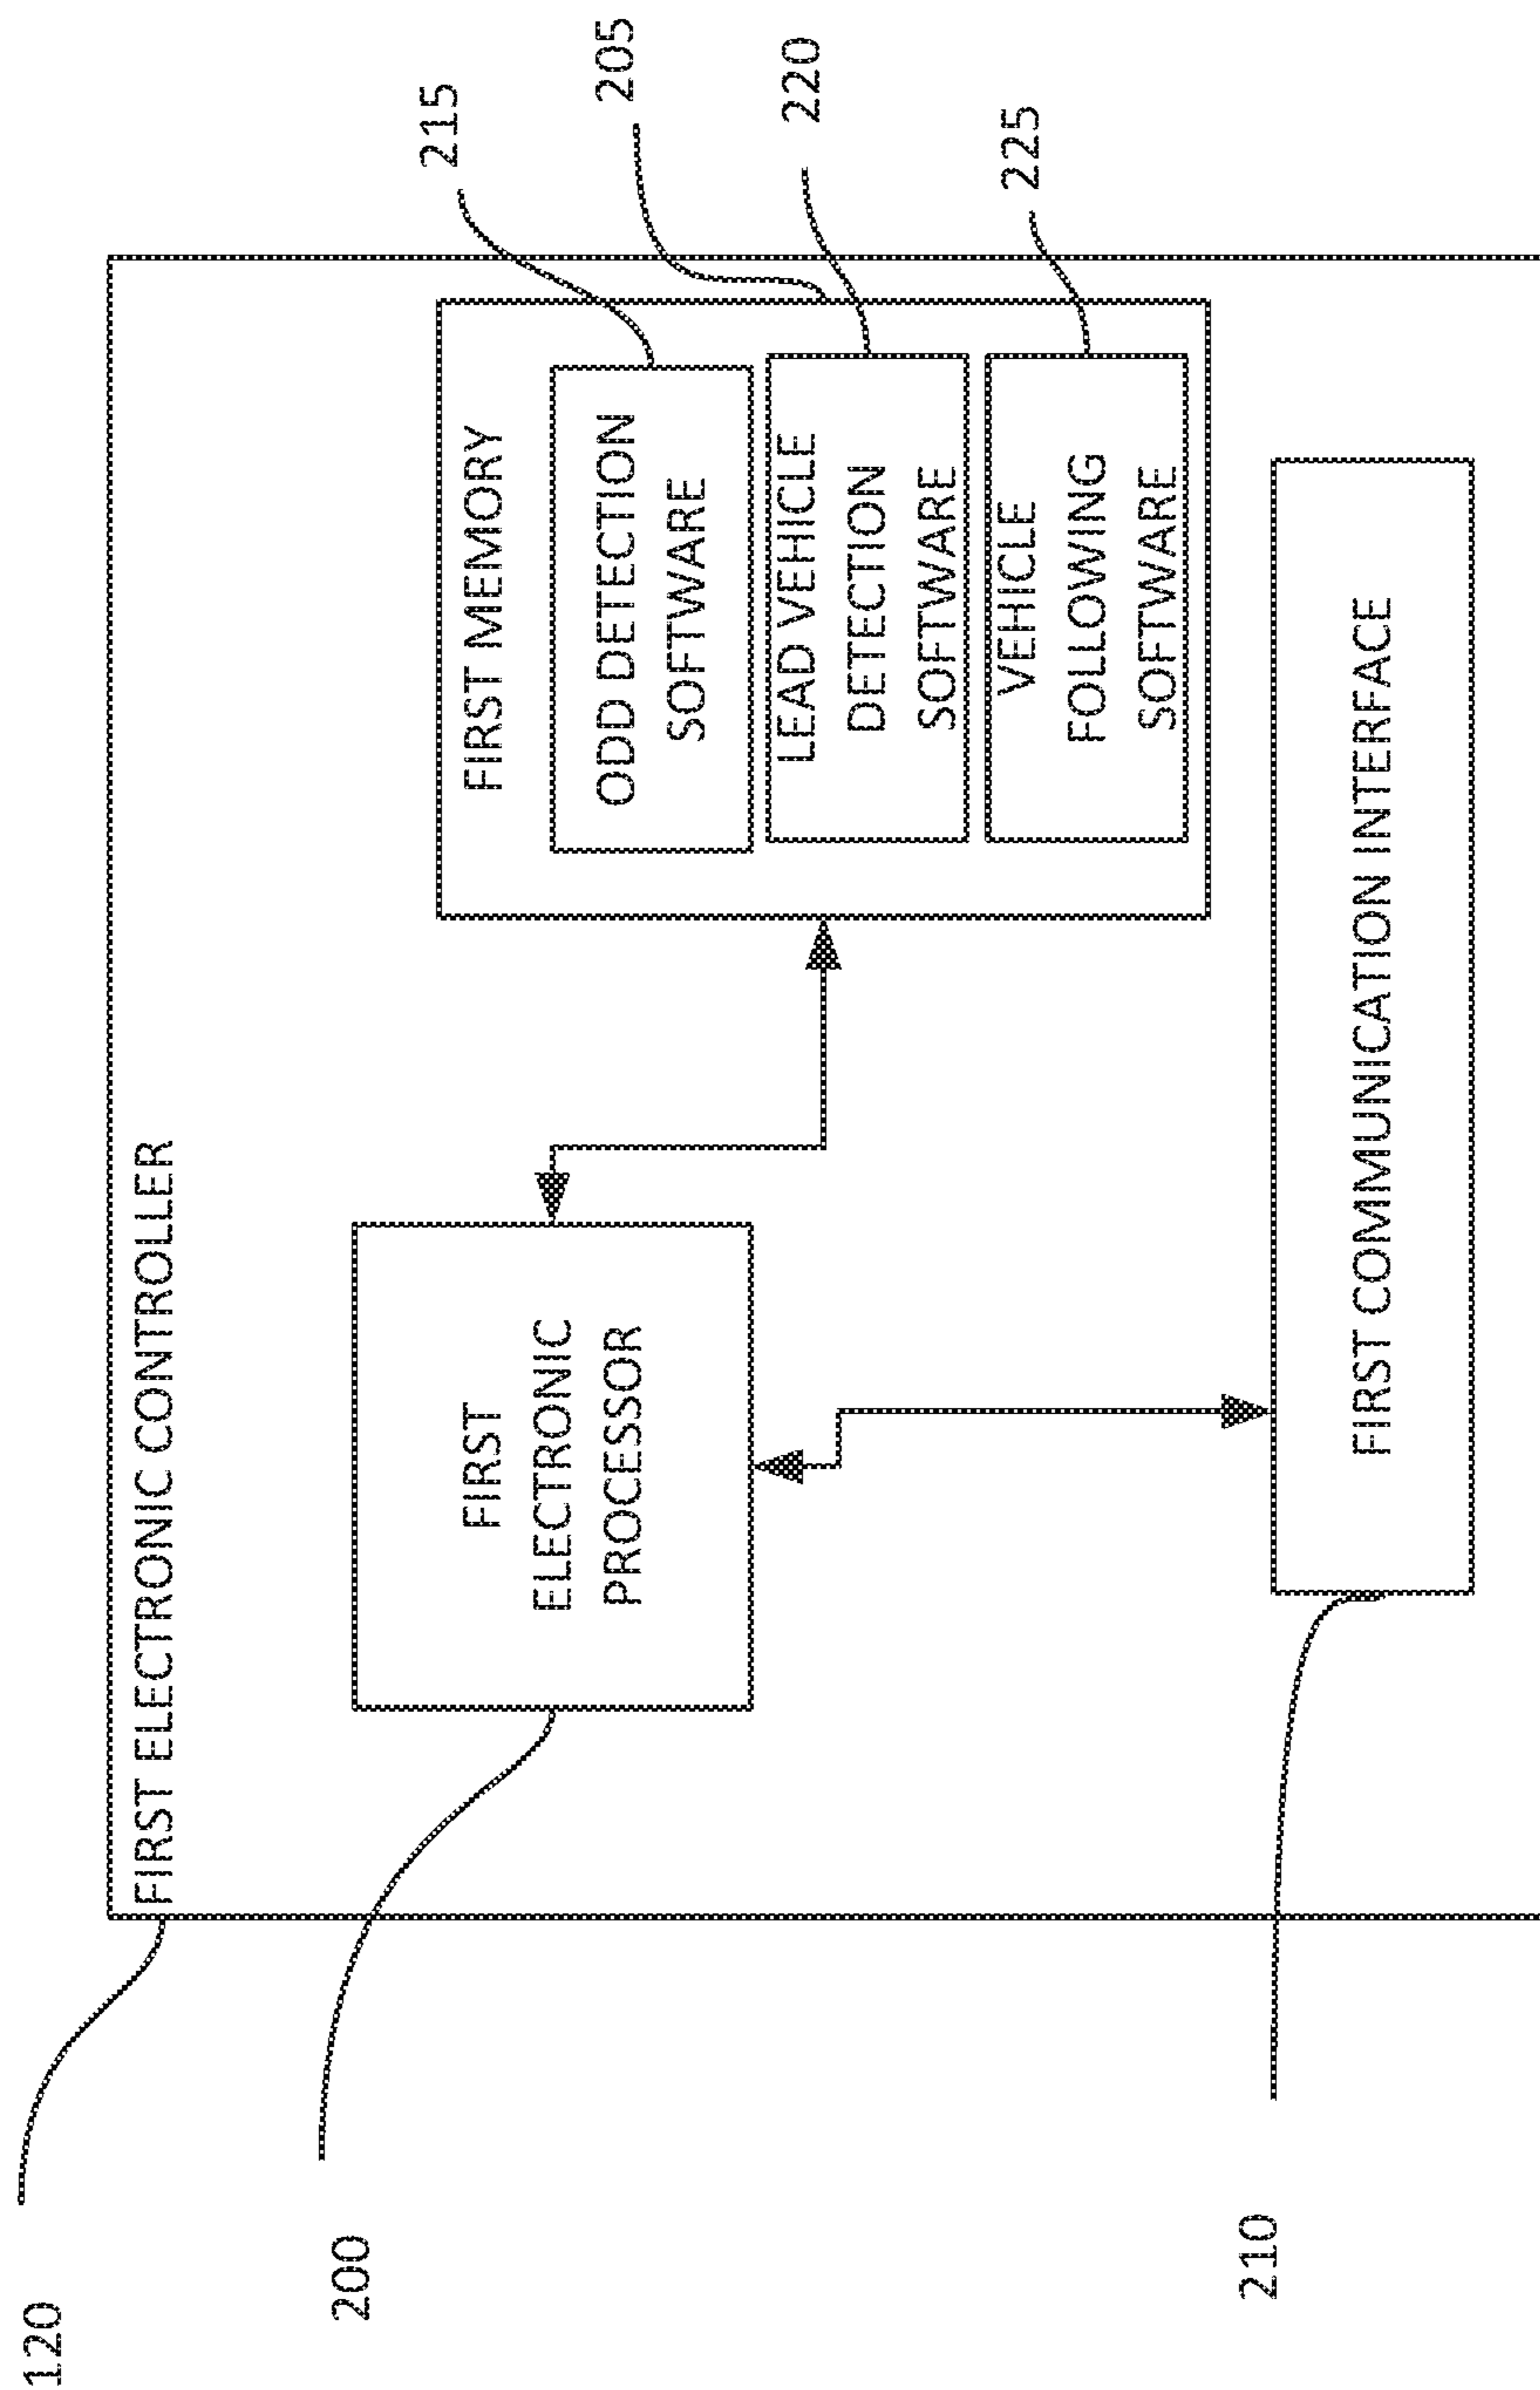 120
FIRST ELECTRONIC CONTROLLER
200
FIRST
ELECTRONIC
PROCESSOR
FIRST MEMORY
205
ODD DETECTION
SOFTWARE
215
LEAD VEHICLE
DETECTION
SOFTWARE
220
VEHICLE
FOLLOWING
SOFTWARE
225
210
FIRST COMMUNICATION INTERFACE